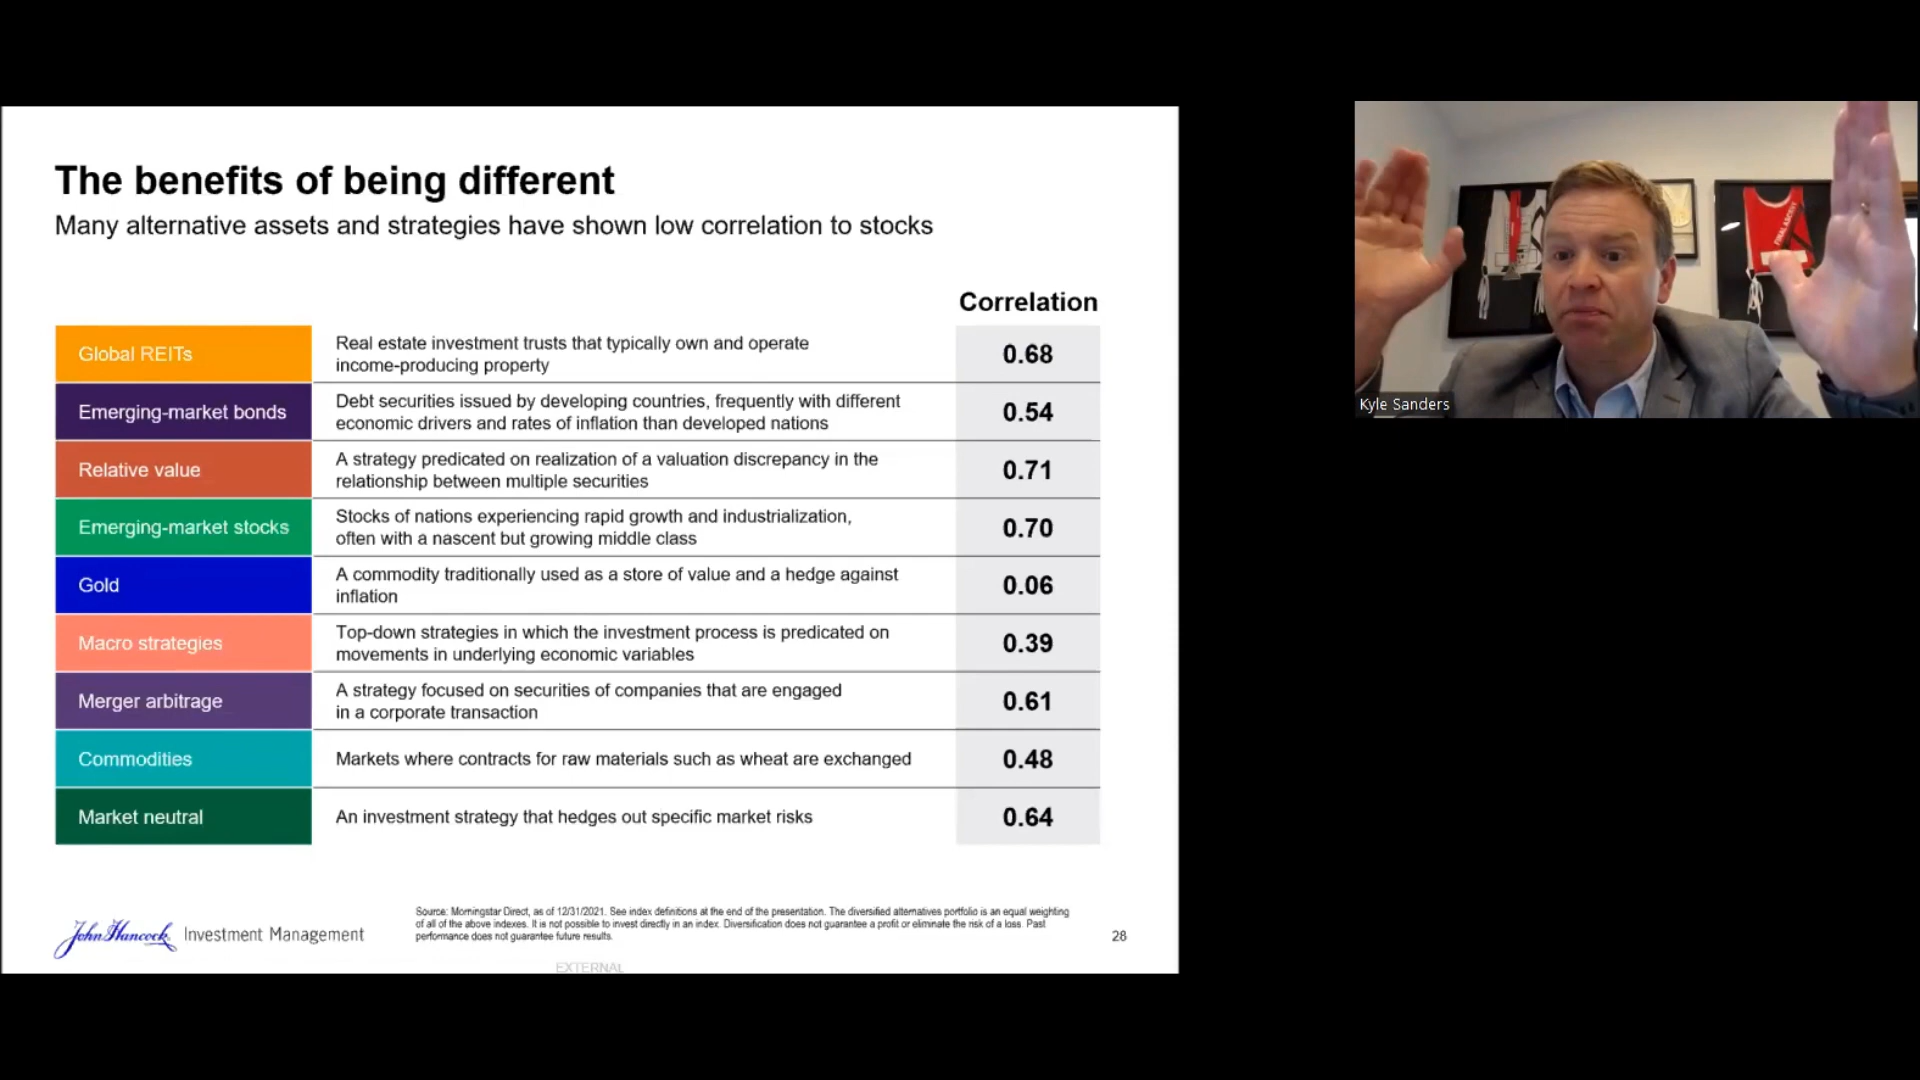 The benefits of being different
Many alternative assets and strategies have shown low correlation to stocks
Correlation
Global REITs
Real estate investment trusts that typically own and operate
income-producing property
0.68
Emerging-market bonds
Debt securities issued by developing countries, frequently with different
economic drivers and rates of inflation than developed nations
0.54
Relative value
A strategy predicated on realization of a valuation discrepancy in the
relationship between multiple securities
0.71
Emerging-market stocks
Stocks of nations experiencing rapid growth and industrialization,
often with a nascent but growing middle class
0.70
Gold
A commodity traditionally used as a store of value and a hedge against
inflation
0.06
Macro strategies
Top-down strategies in which the investment process is predicated on
movements in underlying economic variables
0.39
Merger arbitrage
A strategy focused on securities of companies that are engaged
in a corporate transaction
0.61
Commodities
Markets where contracts for raw materials such as wheat are exchanged
0.48
Market neutral
An investment strategy that hedges out specific market risks
0.64
John Hancock Investment Management
Source: Morningstar Direct, as of 12/31/2021. See index definitions at the end of the presentation. The diversified alternatives portfolio is an equal weighting
of all of the above indexes. It is not possible to invest directly in an index. Diversification does not guarantee a profit or eliminate the risk of a loss. Past
performance does not guarantee future results.
28
EXTERNAL
FINAL ASCENT
Kyle Sanders